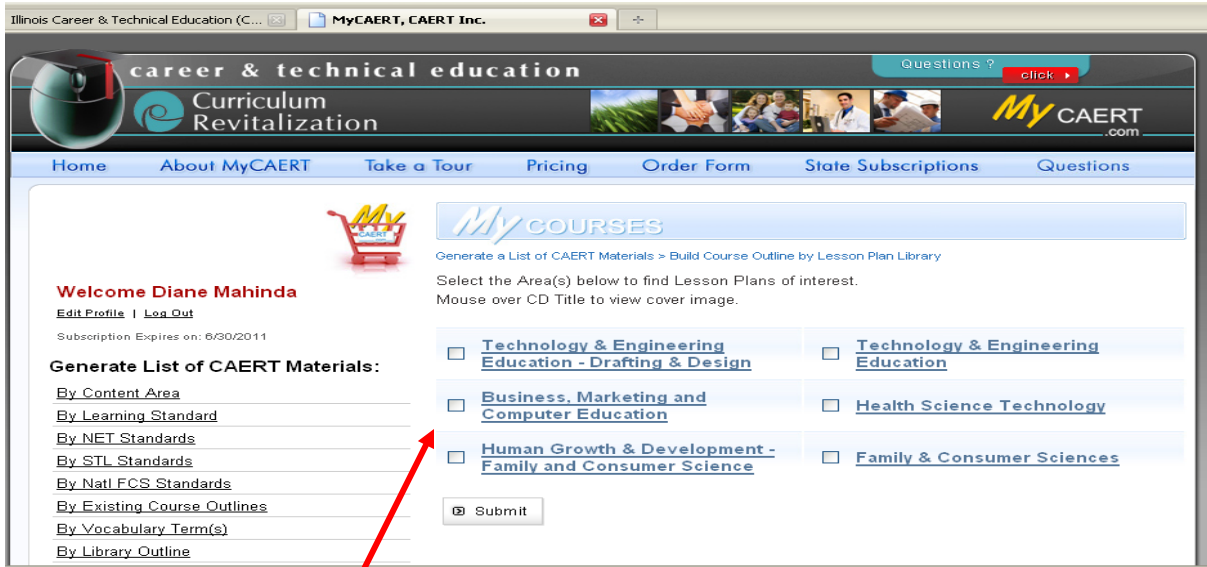 Illinois Career & Technical Education (C...
MyCAERT, CAERT Inc.
career & technical education
Questions ?
click
Curriculum
Revitalization
My CAERT
.com
Home About MyCAERT Take a Tour Pricing Order Form State Subscriptions Questions
My CAERT
.com
My COURSES
Generate a List of CAERT Materials > Build Course Outline by Lesson Plan Library
Select the Area(s) below to find Lesson Plans of interest.
Mouse over CD Title to view cover image.
Welcome Diane Mahinda
Edit Profile | Log Out
Subscription Expires on: 6/30/2011
Generate List of CAERT Materials:
By Content Area
By Learning Standard
By NET Standards
By STL Standards
By Natl FCS Standards
By Existing Course Outlines
By Vocabulary Term(s)
By Library Outline
Technology & Engineering
Education - Drafting & Design
Technology & Engineering
Education
Business, Marketing and
Computer Education
Health Science Technology
Human Growth & Development -
Family and Consumer Science
Family & Consumer Sciences
Submit